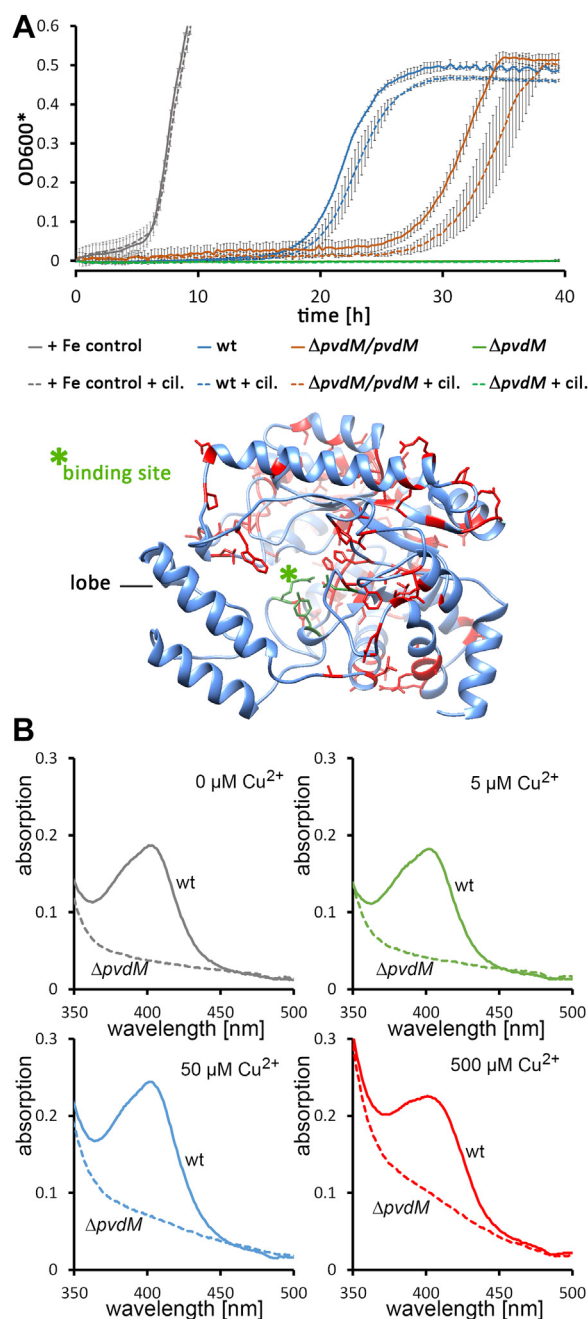 A
OD600*
0.6
0.5
0.4
0.3
0.2
0.1
0
0 10 20 30 40
time [h]
+ Fe control wt ΔpvdM/pvdM ΔpvdM
+ Fe control + cil. wt + cil. ΔpvdM/pvdM + cil. ΔpvdM + cil.
* binding site
*
lobe
B
absorption
0.3
0.2
0.1
0
0 µM Cu2+
wt
ΔpvdM
350 400 450 500
wavelength [nm]
absorption
0.3
0.2
0.1
0
5 µM Cu2+
wt
ΔpvdM
350 400 450 500
wavelength [nm]
absorption
0.3
0.2
0.1
0
50 µM Cu2+
wt
ΔpvdM
350 400 450 500
wavelength [nm]
absorption
0.3
0.2
0.1
0
500 µM Cu2+
wt
ΔpvdM
350 400 450 500
wavelength [nm]